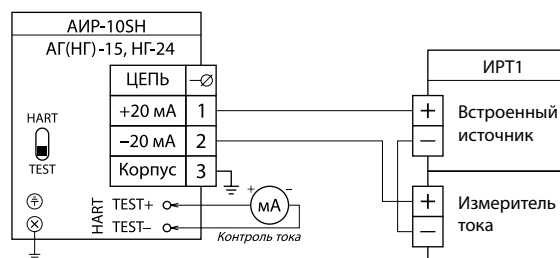 АИР-10SH
АГ(НГ)-15, НГ-24
ЦЕПЬ
+20 мА 1
−20 мА 2
Корпус 3
HART
TEST
HART
TEST+
TEST−
+ −
мА
Контроль тока
ИРТ1
+ Встроенный
− источник
+ Измеритель
− тока